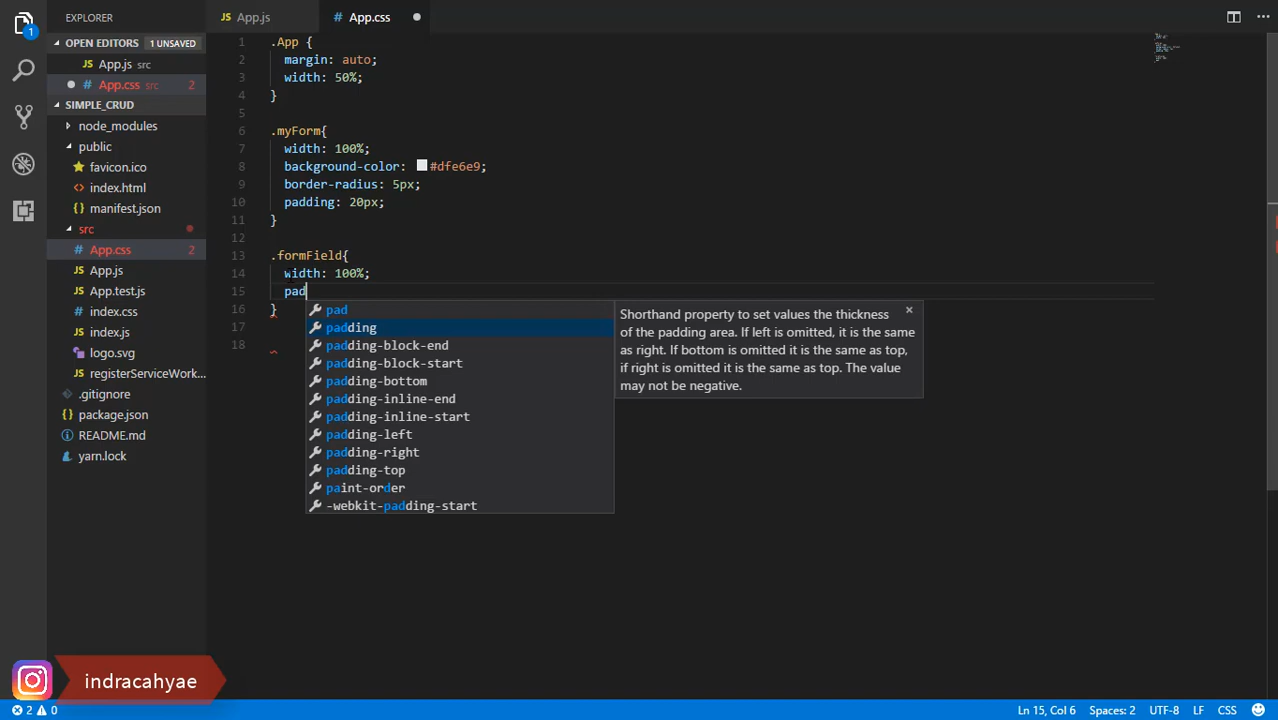 EXPLORER
App.js
App.css
OPEN EDITORS 1 UNSAVED
App.js src
App.css src 2
SIMPLE_CRUD
node_modules
public
favicon.ico
index.html
manifest.json
src
App.css 2
App.js
App.test.js
index.css
index.js
logo.svg
registerServiceWork...
.gitignore
package.json
README.md
yarn.lock
1
1 .App {
2 margin: auto;
3 width: 50%;
4 }
5
6 .myForm{
7 width: 100%;
8 background-color: #dfe6e9;
9 border-radius: 5px;
10 padding: 20px;
11 }
12
13 .formField{
14 width: 100%;
15 pad
16 }
17
18
pad
padding
padding-block-end
padding-block-start
padding-bottom
padding-inline-end
padding-inline-start
padding-left
padding-right
padding-top
paint-order
-webkit-padding-start
Shorthand property to set values the thickness
of the padding area. If left is omitted, it is the same
as right. If bottom is omitted it is the same as top,
if right is omitted it is the same as top. The value
may not be negative.
indracahyae
2 0
Ln 15, Col 6 Spaces: 2 UTF-8 LF CSS